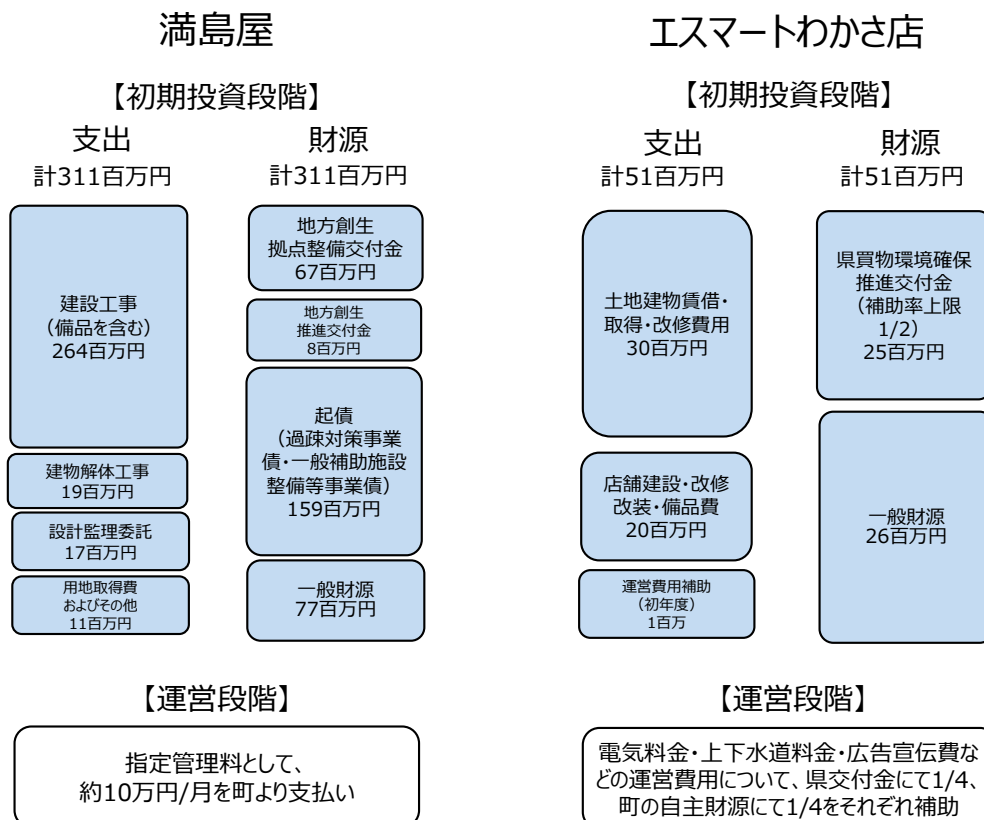 満島屋
【初期投資段階】
支出
計311百万円
財源
計311百万円
建設工事
（備品を含む）
264百万円
建物解体工事
19百万円
設計監理委託
17百万円
用地取得費
およびその他
11百万円
地方創生
拠点整備交付金
67百万円
地方創生
推進交付金
8百万円
起債
（過疎対策事業
債・一般補助施設
整備等事業債）
159百万円
一般財源
77百万円
【運営段階】
指定管理料として、
約10万円/月を町より支払い
エスマートわかさ店
【初期投資段階】
支出
計51百万円
財源
計51百万円
土地建物賃借・
取得・改修費用
30百万円
店舗建設・改修
改装・備品費
20百万円
運営費用補助
（初年度）
1百万
県買物環境確保
推進交付金
（補助率上限
1/2）
25百万円
一般財源
26百万円
【運営段階】
電気料金・上下水道料金・広告宣伝費な
どの運営費用について、県交付金にて1/4、
町の自主財源にて1/4をそれぞれ補助